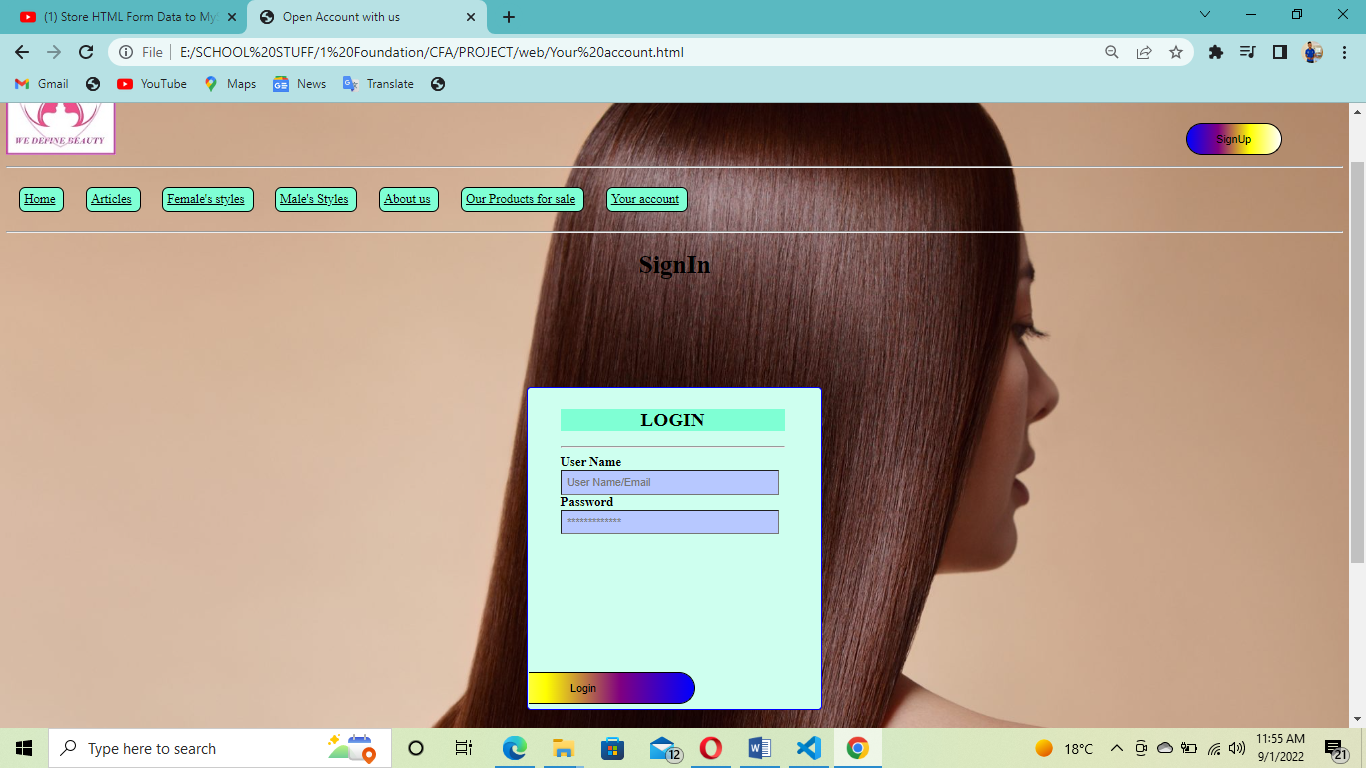 (1) Store HTML Form Data to My
Open Account with us
File
E:/SCHOOL%20STUFF/1%20Foundation/CFA/PROJECT/web/Your%20account.html
Gmail
YouTube
Maps
News
Translate
WE DEFINE BEAUTY
SignUp
Home
Articles
Female's styles
Male's Styles
About us
Our Products for sale
Your account
SignIn
LOGIN
User Name
User Name/Email
Password
*************
Login
Type here to search
12
18°C
11:55 AM
9/1/2022
21